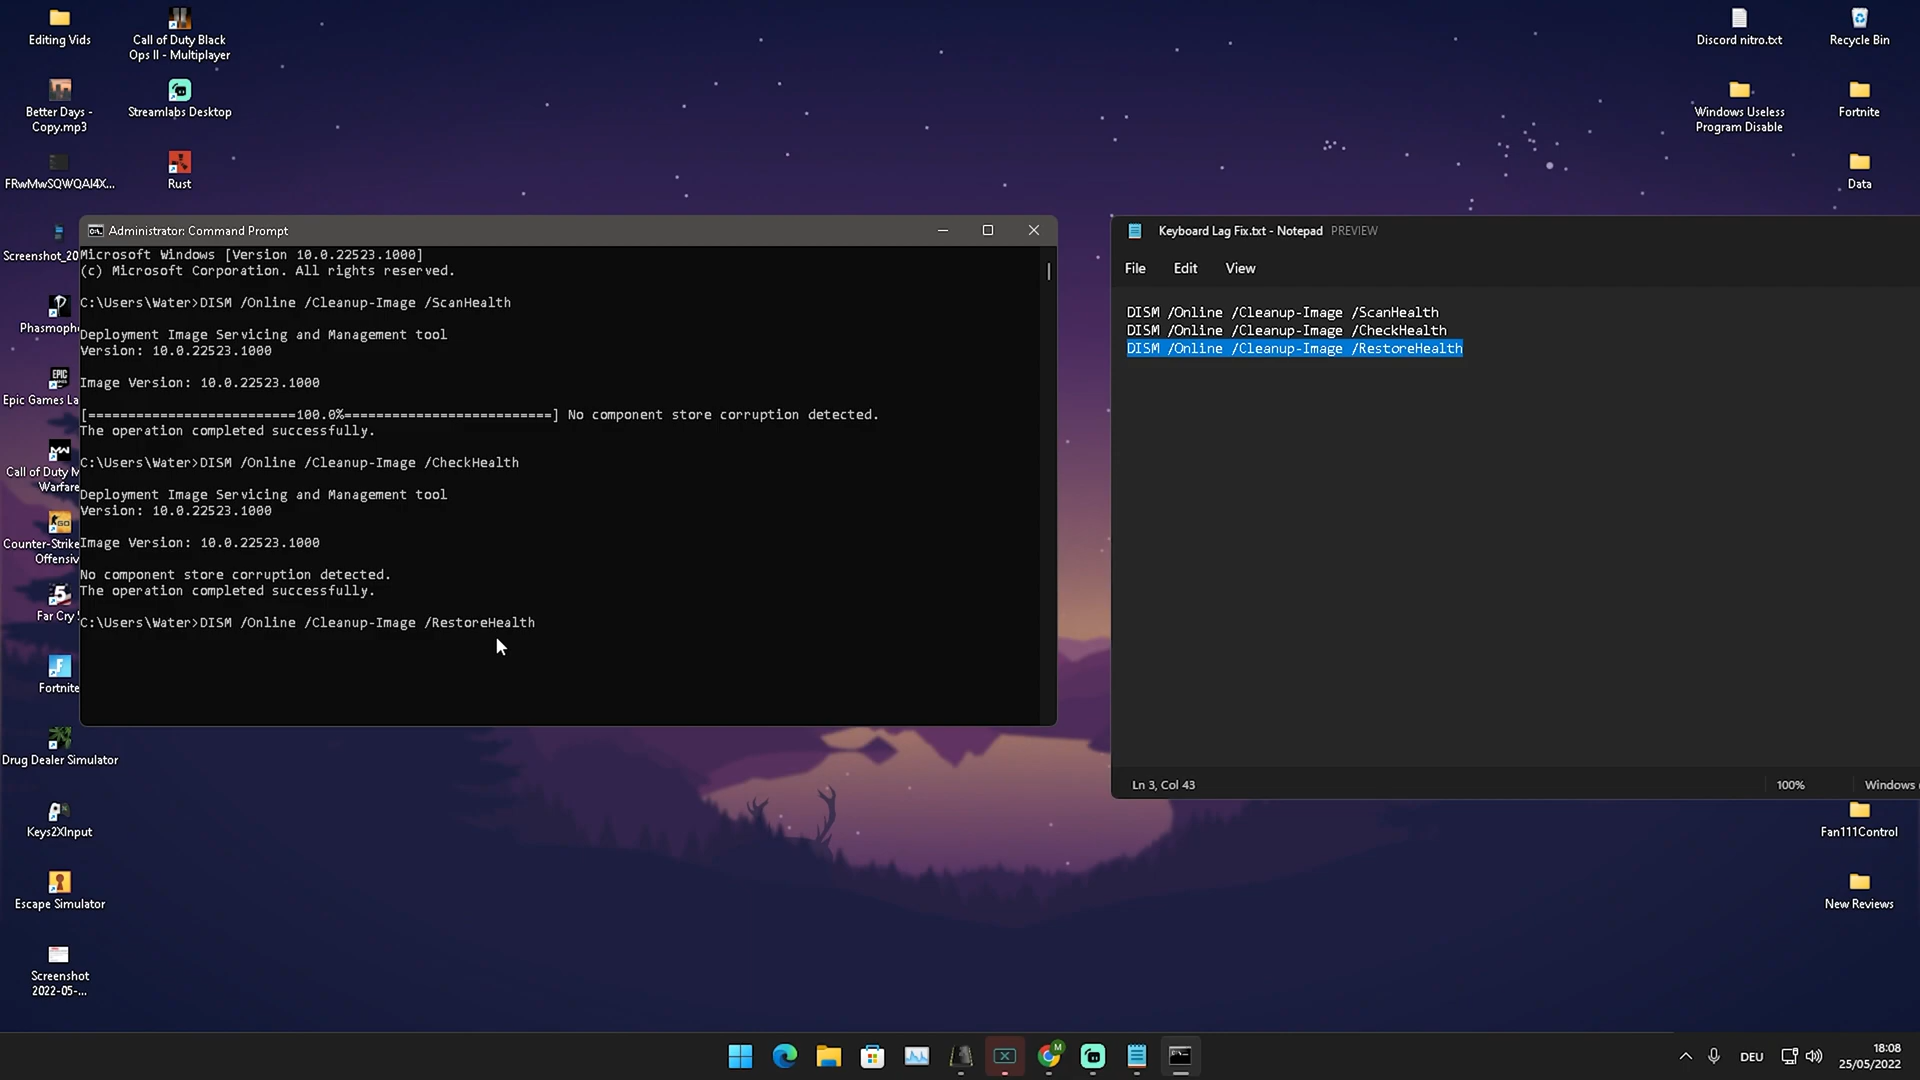 Editing Vids
Call of Duty Black
Ops II - Multiplayer
Better Days -
Copy.mp3
Streamlabs Desktop
FRwMwSQWQAI4X...
Rust
Screenshot_20
Phasmoph
Epic Games La
Call of Duty M
Warfare
Counter-Strike
Offensiv
Far Cry 5
Fortnite
Drug Dealer Simulator
Keys2XInput
Escape Simulator
Screenshot
2022-05-...
Discord nitro.txt
Recycle Bin
Windows Useless
Program Disable
Fortnite
Data
Administrator: Command Prompt
Microsoft Windows [Version 10.0.22523.1000]
(c) Microsoft Corporation. All rights reserved.
C:\Users\Water>DISM /Online /Cleanup-Image /ScanHealth
Deployment Image Servicing and Management tool
Version: 10.0.22523.1000
Image Version: 10.0.22523.1000
[==========================100.0%==========================] No component store corruption detected.
The operation completed successfully.
C:\Users\Water>DISM /Online /Cleanup-Image /CheckHealth
Deployment Image Servicing and Management tool
Version: 10.0.22523.1000
Image Version: 10.0.22523.1000
No component store corruption detected.
The operation completed successfully.
C:\Users\Water>DISM /Online /Cleanup-Image /RestoreHealth
Keyboard Lag Fix.txt - Notepad PREVIEW
File Edit View
DISM /Online /Cleanup-Image /ScanHealth
DISM /Online /Cleanup-Image /CheckHealth
DISM /Online /Cleanup-Image /RestoreHealth
Ln 3, Col 43
100%
Windows
Fan111Control
New Reviews
DEU
18:08
25/05/2022